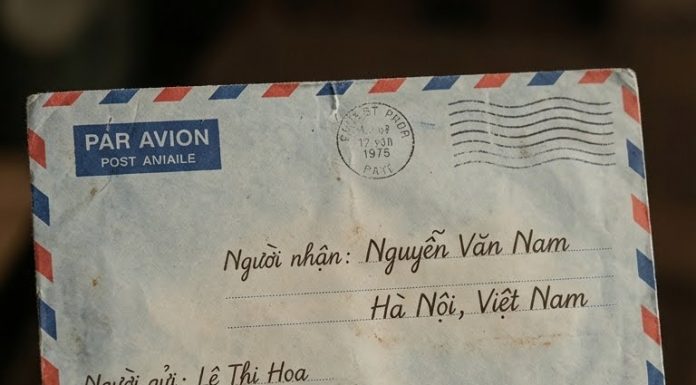 PAR AVION
POST ANIAILE
1975
Người nhận: Nguyễn Văn Nam
Hà Nội, Việt Nam
Người gửi: Lê Thị Hoa